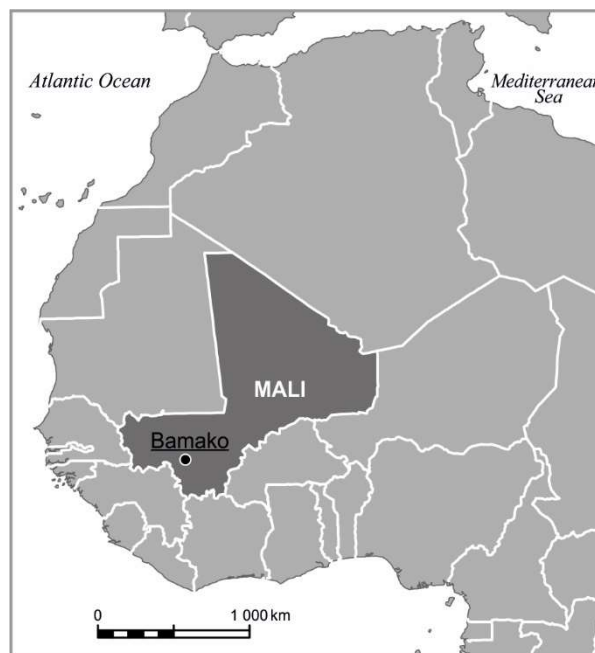 Atlantic Ocean
Mediterranean
Sea
MALI
Bamako
0 1 000 km